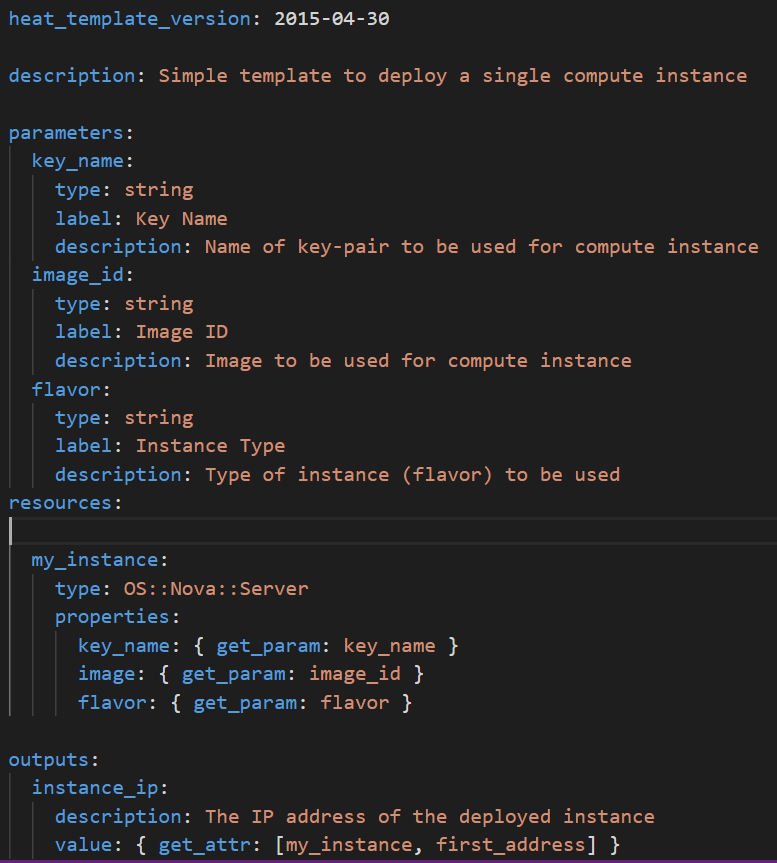 heat_template_version: 2015-04-30
description: Simple template to deploy a single compute instance
parameters:
  key_name:
    type: string
    label: Key Name
    description: Name of key-pair to be used for compute instance
  image_id:
    type: string
    label: Image ID
    description: Image to be used for compute instance
  flavor:
    type: string
    label: Instance Type
    description: Type of instance (flavor) to be used
resources:
  my_instance:
    type: OS::Nova::Server
    properties:
      key_name: { get_param: key_name }
      image: { get_param: image_id }
      flavor: { get_param: flavor }
outputs:
  instance_ip:
    description: The IP address of the deployed instance
    value: { get_attr: [my_instance, first_address] }